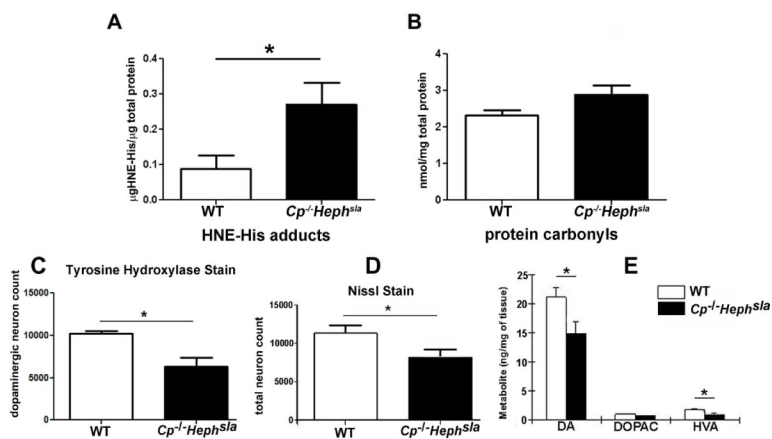 A
B
*
µgHNE-His/µg total protein
0.4
0.3
0.2
0.1
0.0
WT
Cp-/-Hephsla
HNE-His adducts
nmol/mg total protein
4
3
2
1
0
WT
Cp-/-Hephsla
protein carbonyls
C
Tyrosine Hydroxylase Stain
dopaminergic neuron count
15000
10000
5000
0
*
WT
Cp-/-Hephsla
D
Nissl Stain
total neuron count
15000
10000
5000
0
*
WT
Cp-/-Hephsla
E
WT
Cp-/-Hephsla
Metabolite (ng/mg of tissue)
25
20
15
10
5
0
*
*
DA
DOPAC
HVA